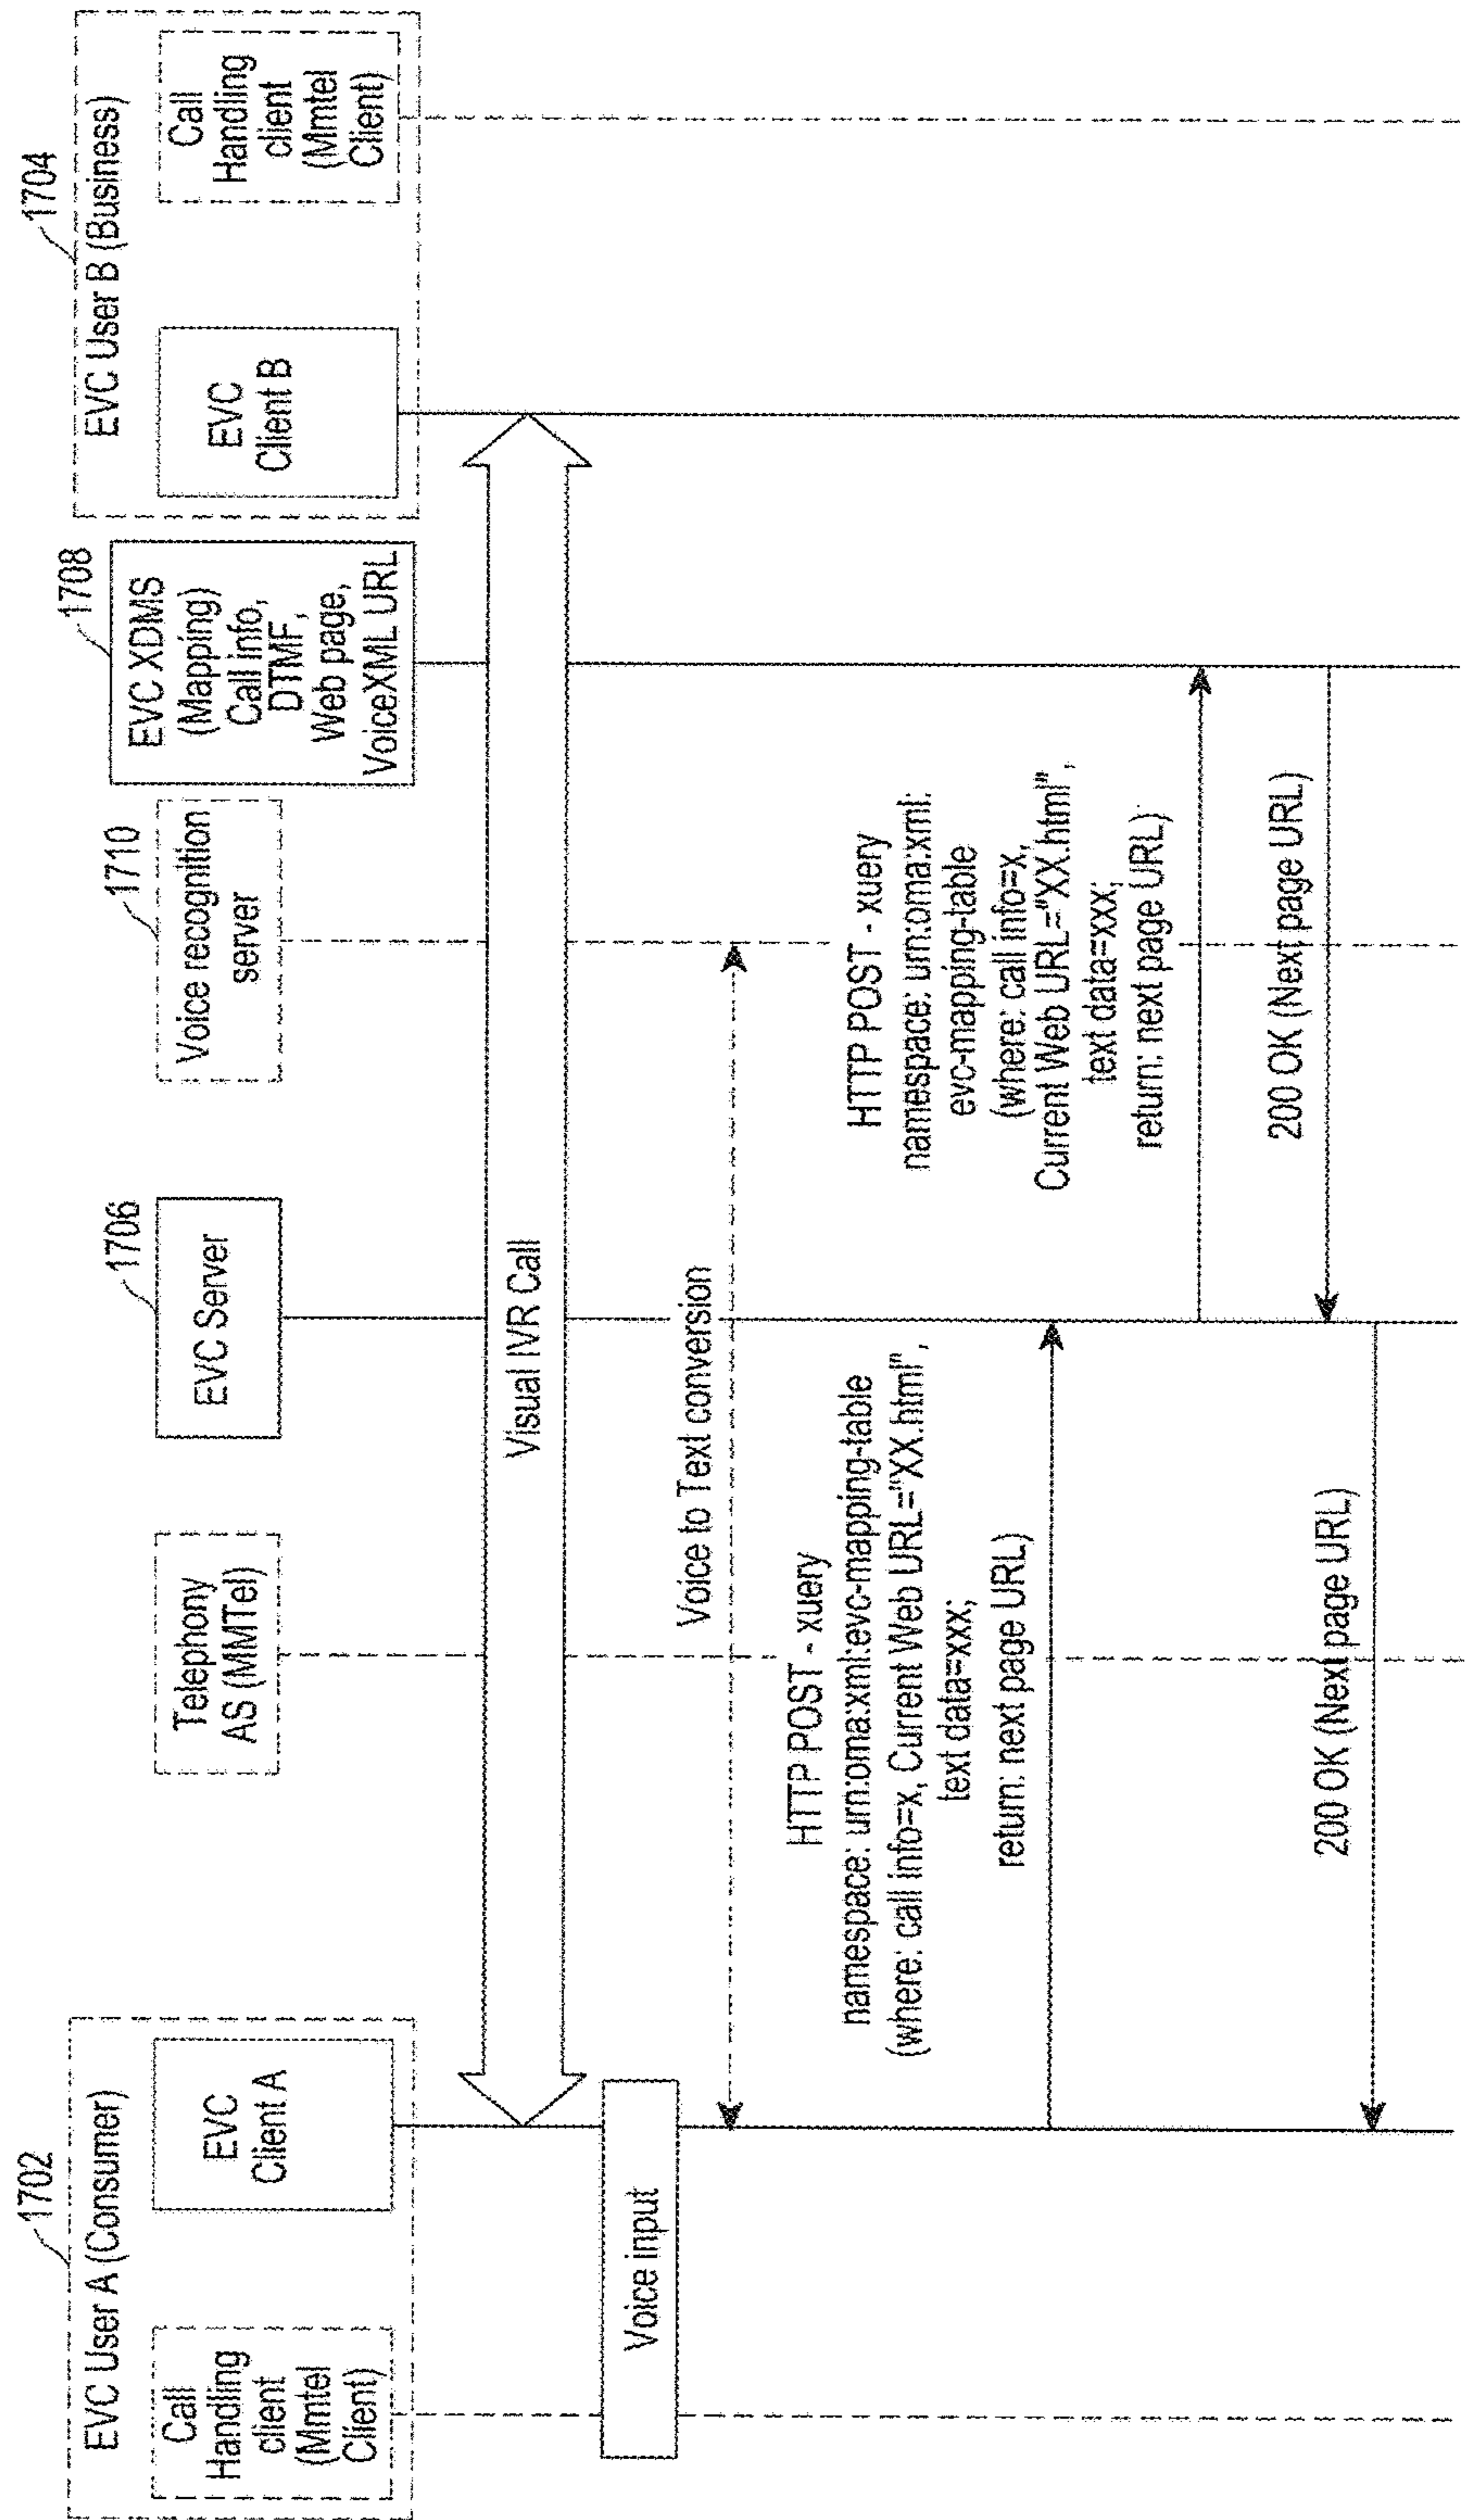 1702
EVC User A (Consumer)
Call
Handling
client
(Mmtel
Client)
EVC
Client A
Telephony
AS (MMTel)
1706
EVC Server
1710
Voice recognition
server
1708
EVC XDMS
(Mapping)
Call info,
DTMF,
Web page,
VoiceXML URL
1704
EVC User B (Business)
EVC
Client B
Call
Handling
client
(Mmtel
Client)
Visual IVR Call
Voice input
Voice to Text conversion
HTTP POST - xuery
namespace: urn:oma:xml:evc-mapping-table
(where: call info=x, Current Web URL="XX.html",
text data=xxx;
return: next page URL)
HTTP POST - xuery
namespace: urn:oma:xml:
evc-mapping-table
(where: call info=x,
Current Web URL="XX.html",
text data=xxx;
return: next page URL)
200 OK (Next page URL)
200 OK (Next page URL)